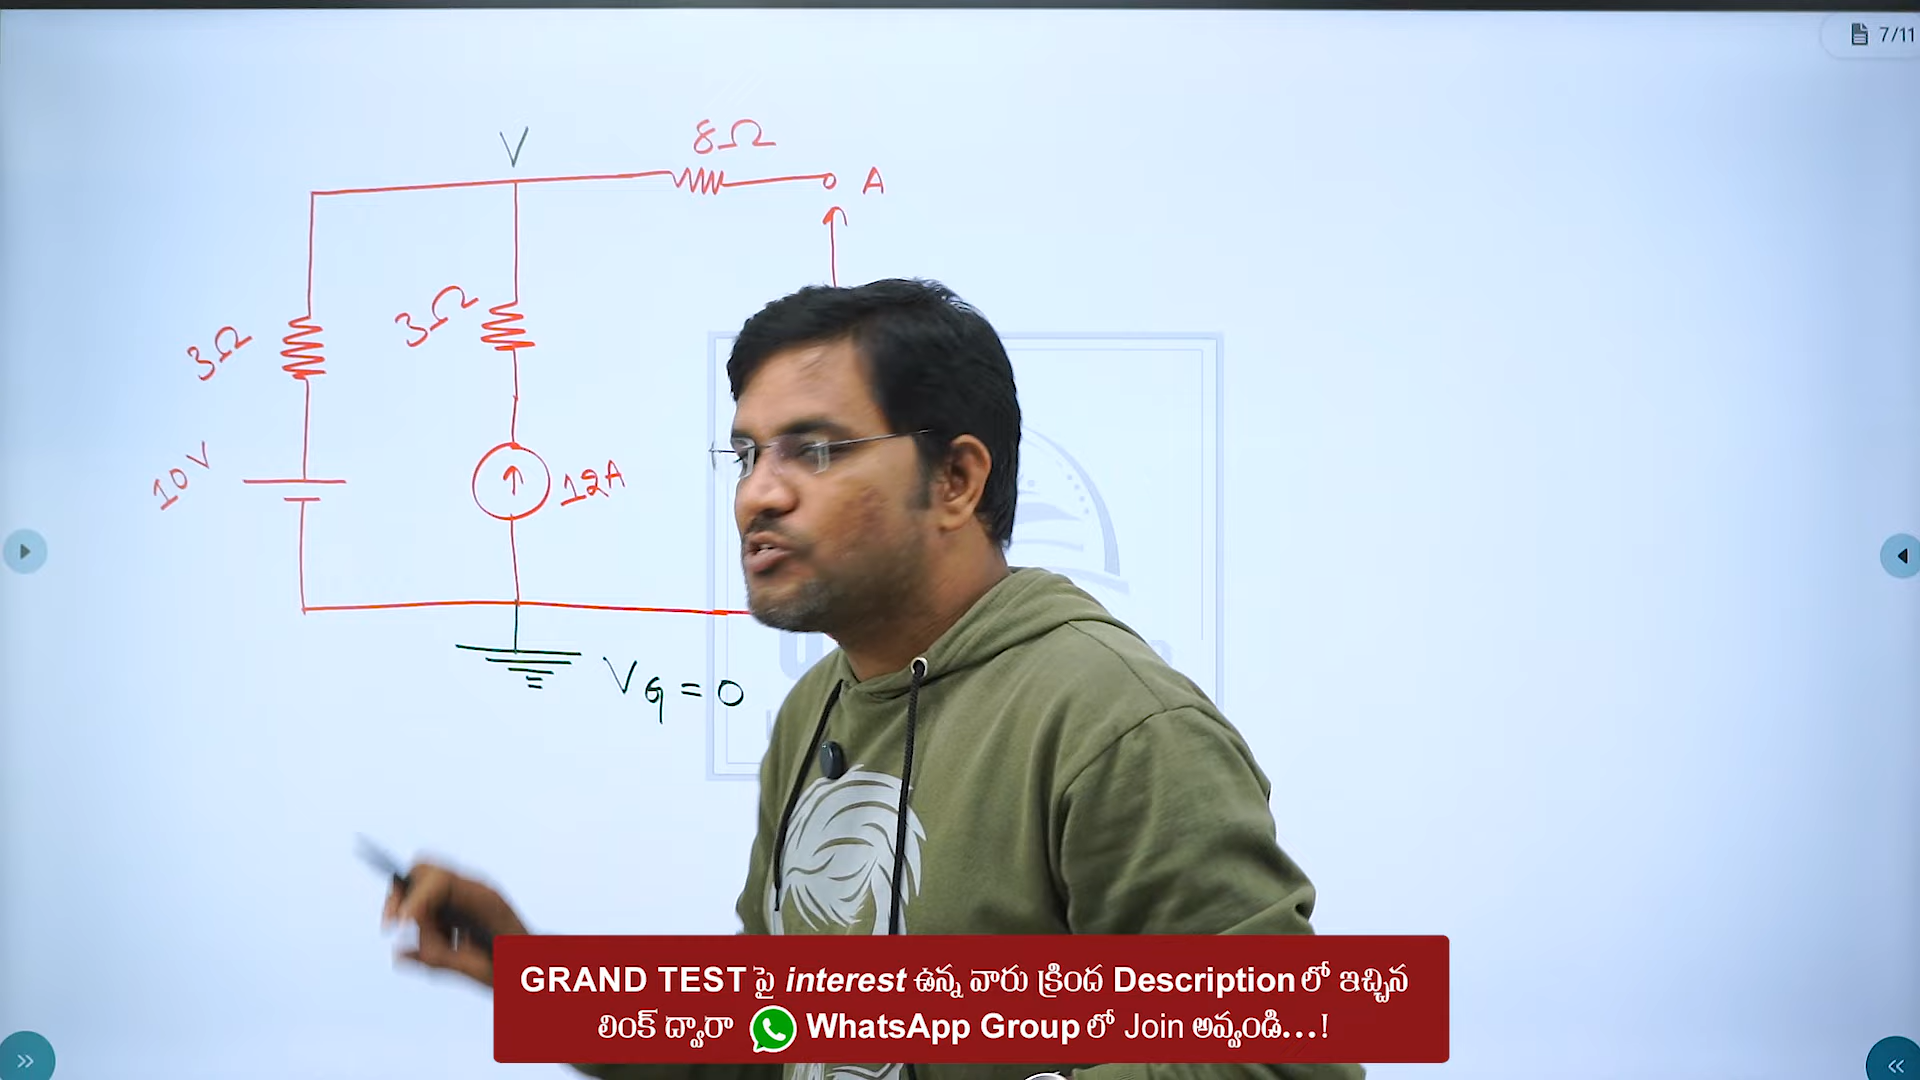 7/11
V
8Ω
A
3Ω
3Ω
10V
12A
VG = 0
GRAND TEST పై interest ఉన్న వారు క్రింద Description లో ఇచ్చిన
లింక్ ద్వారా WhatsApp Group లో Join అవ్వండి...!